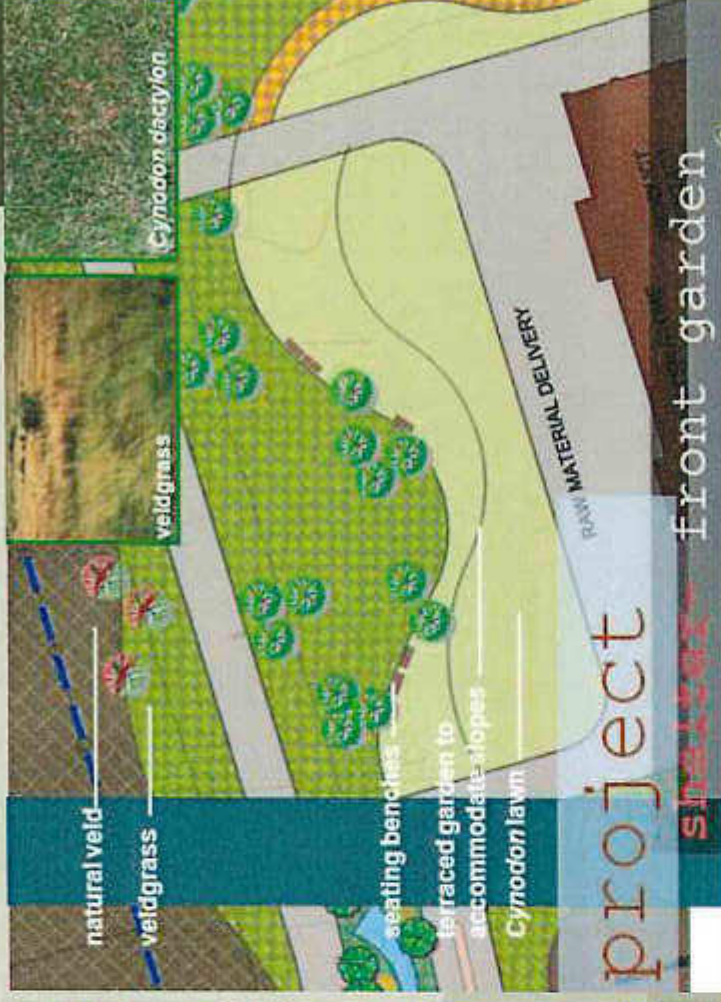 natural veld
veldgrass
seating benches
terraced garden to
accommodate slopes
Cynodon lawn
veldgrass
Cynodon dacrylon
RAW MATERIAL DELIVERY
project
front garden